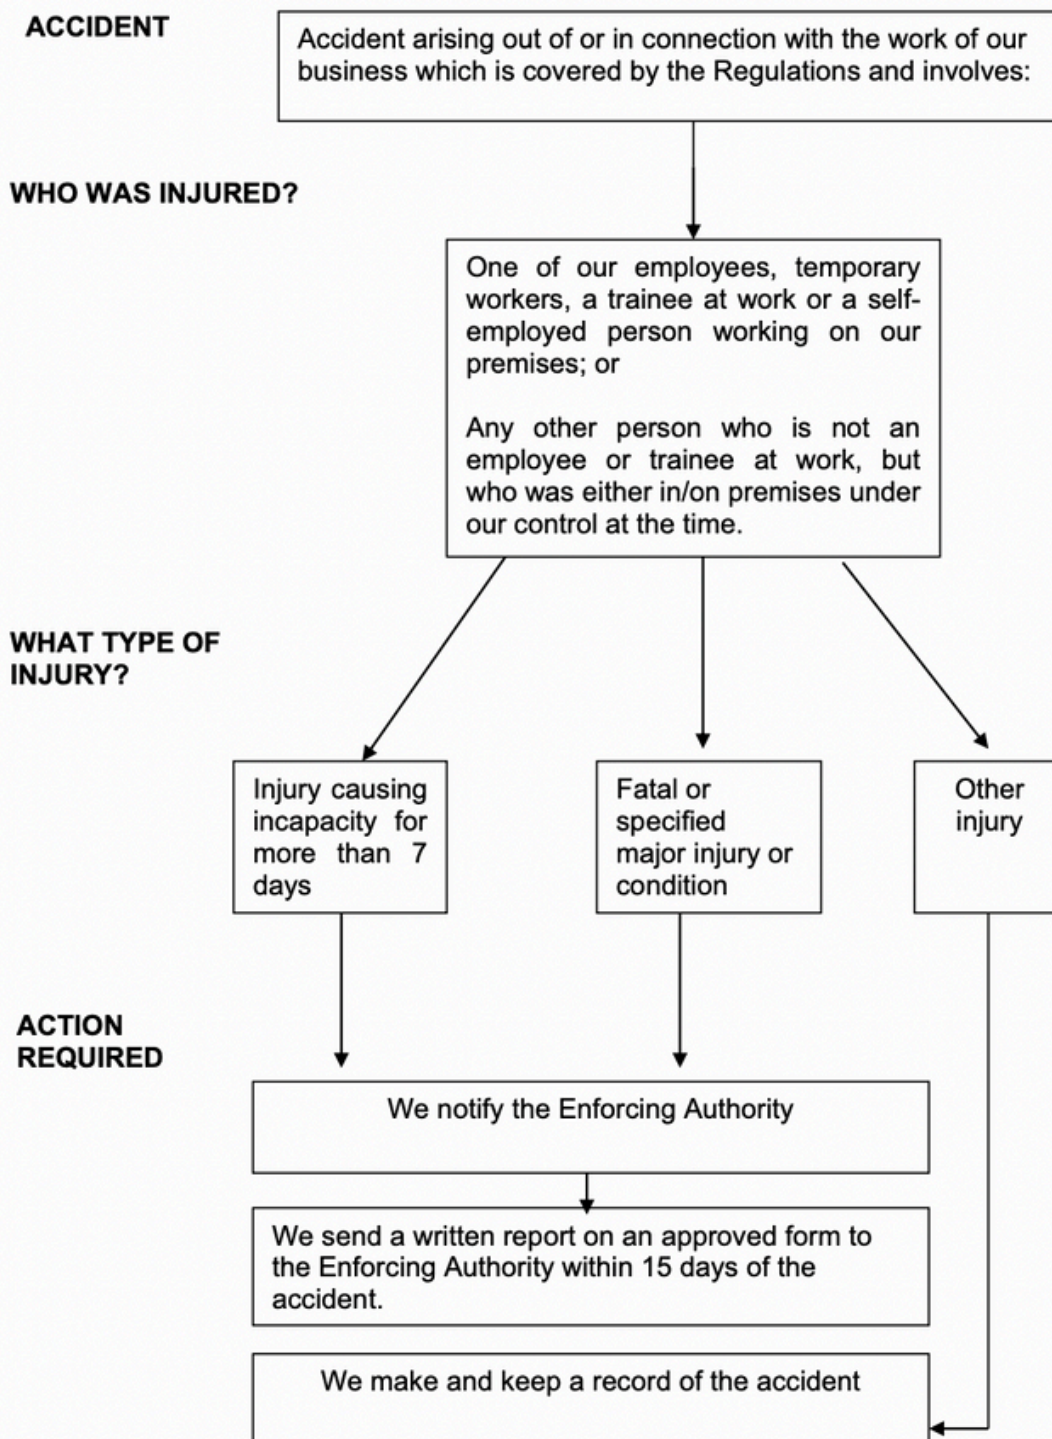 ACCIDENT
Accident arising out of or in connection with the work of our
business which is covered by the Regulations and involves:
WHO WAS INJURED?
One of our employees, temporary
workers, a trainee at work or a self-
employed person working on our
premises; or
Any other person who is not an
employee or trainee at work, but
who was either in/on premises under
our control at the time.
WHAT TYPE OF
INJURY?
Injury causing
incapacity for
more than 7
days
Fatal or
specified
major injury or
condition
Other
injury
ACTION
REQUIRED
We notify the Enforcing Authority
We send a written report on an approved form to
the Enforcing Authority within 15 days of the
accident.
We make and keep a record of the accident